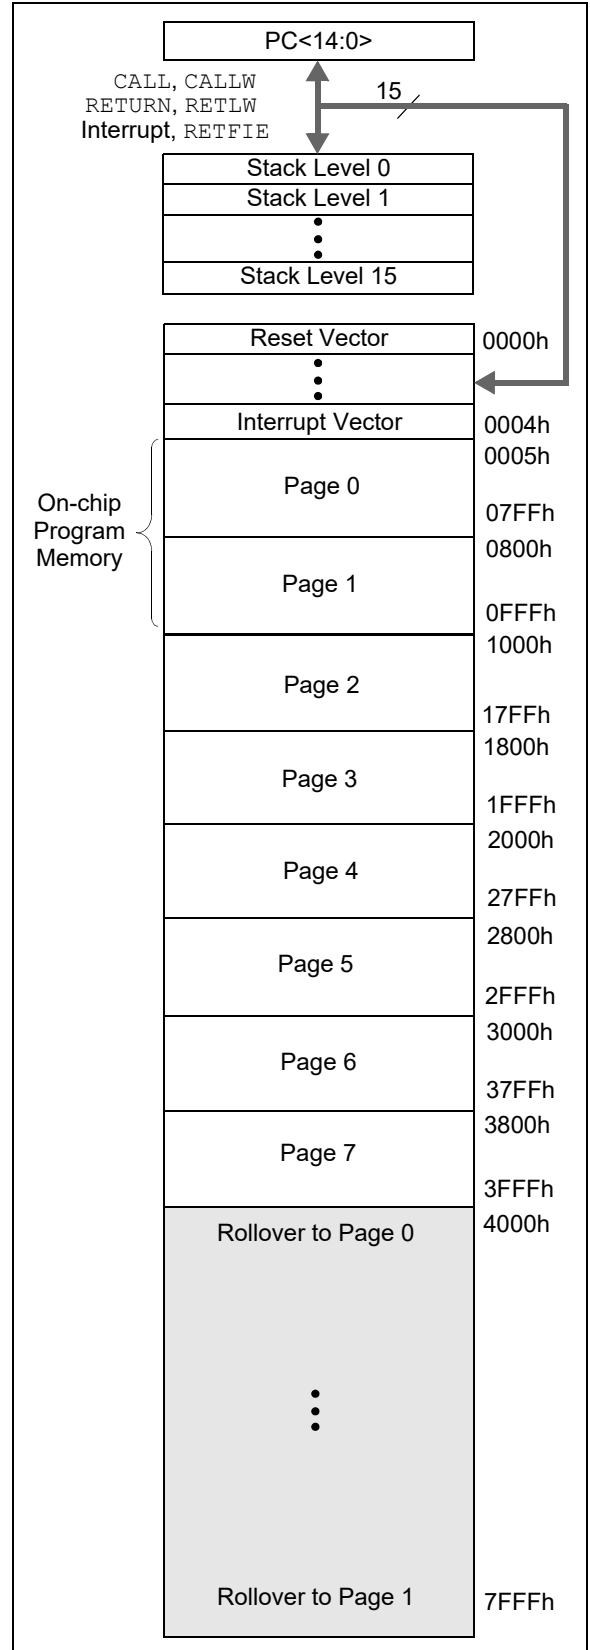 PC<14:0>
CALL, CALLW
RETURN, RETLW
Interrupt, RETFIE
15
Stack Level 0
Stack Level 1
Stack Level 15
Reset Vector
0000h
Interrupt Vector
0004h
0005h
On-chip
Program
Memory
Page 0
07FFh
0800h
Page 1
0FFFh
1000h
Page 2
17FFh
1800h
Page 3
1FFFh
2000h
Page 4
27FFh
2800h
Page 5
2FFFh
3000h
Page 6
37FFh
3800h
Page 7
3FFFh
4000h
Rollover to Page 0
Rollover to Page 1
7FFFh